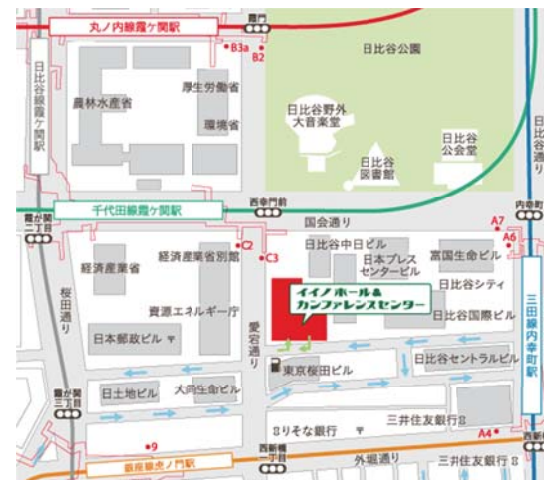 丸ノ内線霞ケ関駅
霞門
B3a
B2
日比谷公園
日比谷線霞ケ関駅
厚生労働省
農林水産省
環境省
日比谷野外
大音楽堂
日比谷
図書館
日比谷
公会堂
日比谷通り
千代田線霞ケ関駅
西幸門前
国会通り
内幸町
霞が関
二丁目
A7
A6
C2
C3
日比谷中日ビル
日本プレス
センタービル
富国生命ビル
経済産業省
経済産業省別館
日比谷シティ
イイノホール&
カンファレンスセンター
桜田通り
資源エネルギー庁
愛宕通り
日比谷国際ビル
三田線内幸町駅
日本郵政ビル 〒
東京桜田ビル
日比谷セントラルビル
霞が関
三丁目
日土地ビル
大同生命ビル
三井住友銀行
りそな銀行
〒
9
A4
西新橋
一丁目
銀座線虎ノ門駅
外堀通り
三井住友銀行
西新橋